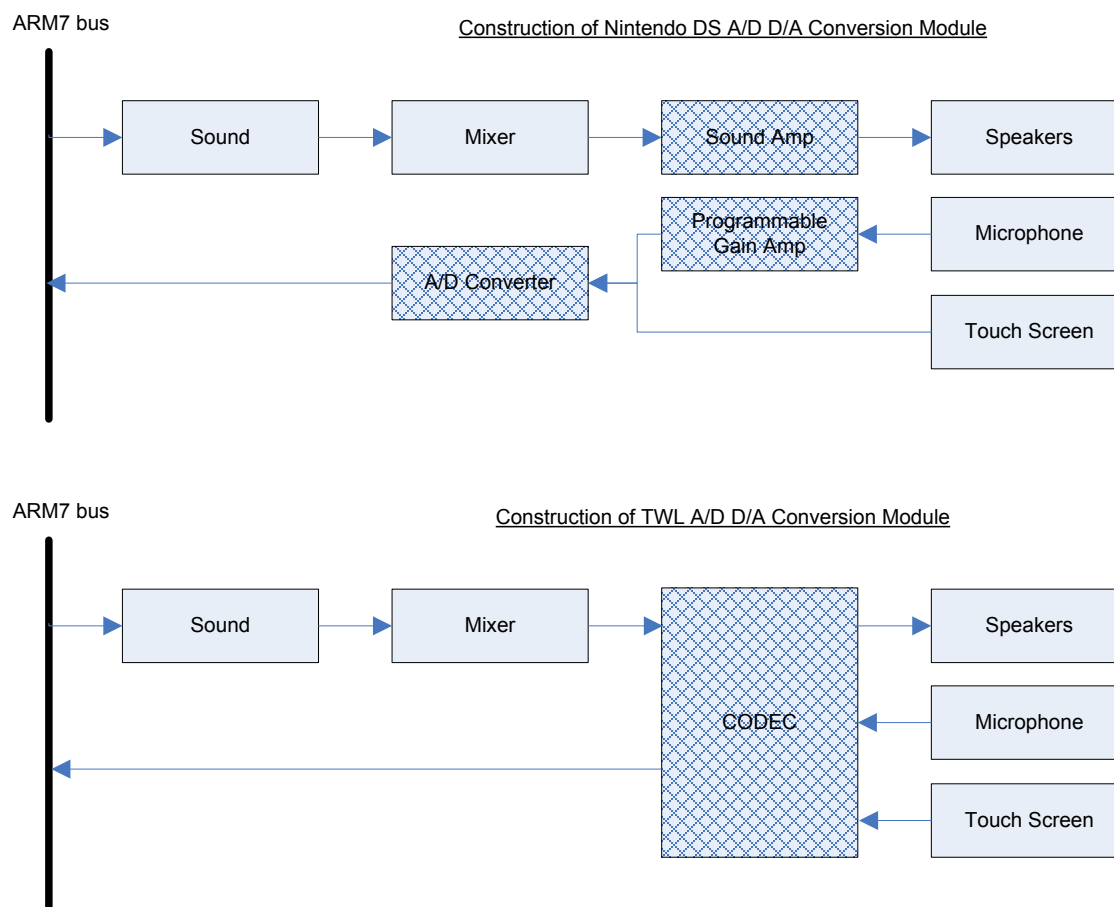 ARM7 bus
Construction of Nintendo DS A/D D/A Conversion Module
Sound
Mixer
Sound Amp
Speakers
Programmable
Gain Amp
Microphone
A/D Converter
Touch Screen
ARM7 bus
Construction of TWL A/D D/A Conversion Module
Sound
Mixer
Speakers
CODEC
Microphone
Touch Screen